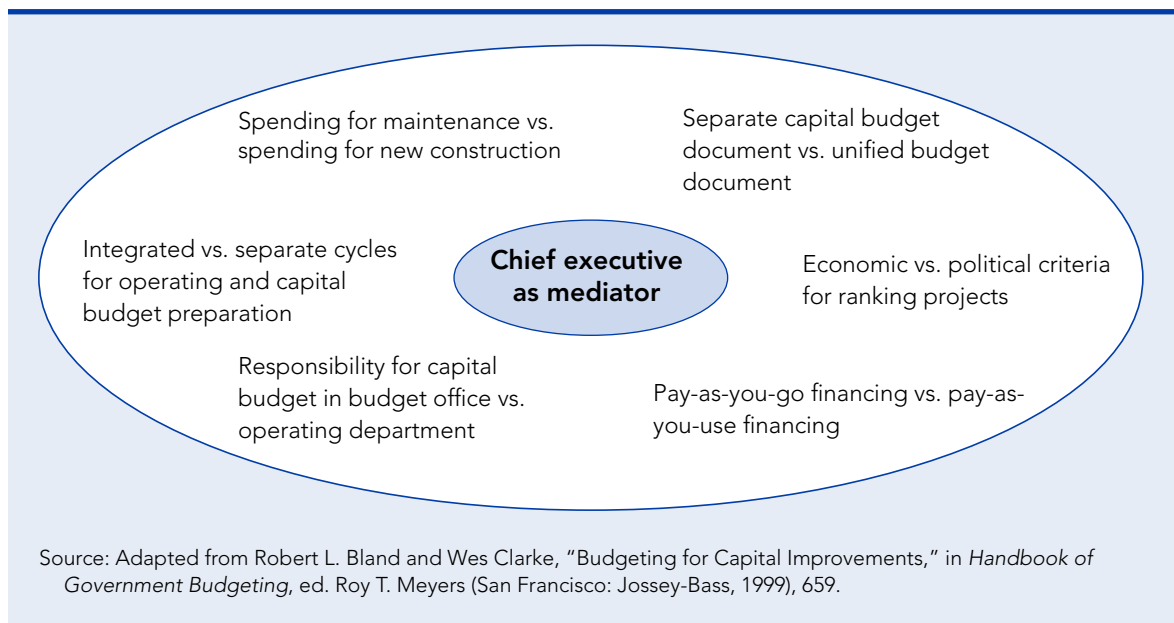 Spending for maintenance vs.
spending for new construction
Separate capital budget
document vs. unified budget
document
Integrated vs. separate cycles
for operating and capital
budget preparation
Chief executive
as mediator
Economic vs. political criteria
for ranking projects
Responsibility for capital
budget in budget office vs.
operating department
Pay-as-you-go financing vs. pay-as-
you-use financing
Source: Adapted from Robert L. Bland and Wes Clarke, “Budgeting for Capital Improvements,” in Handbook of
Government Budgeting, ed. Roy T. Meyers (San Francisco: Jossey-Bass, 1999), 659.